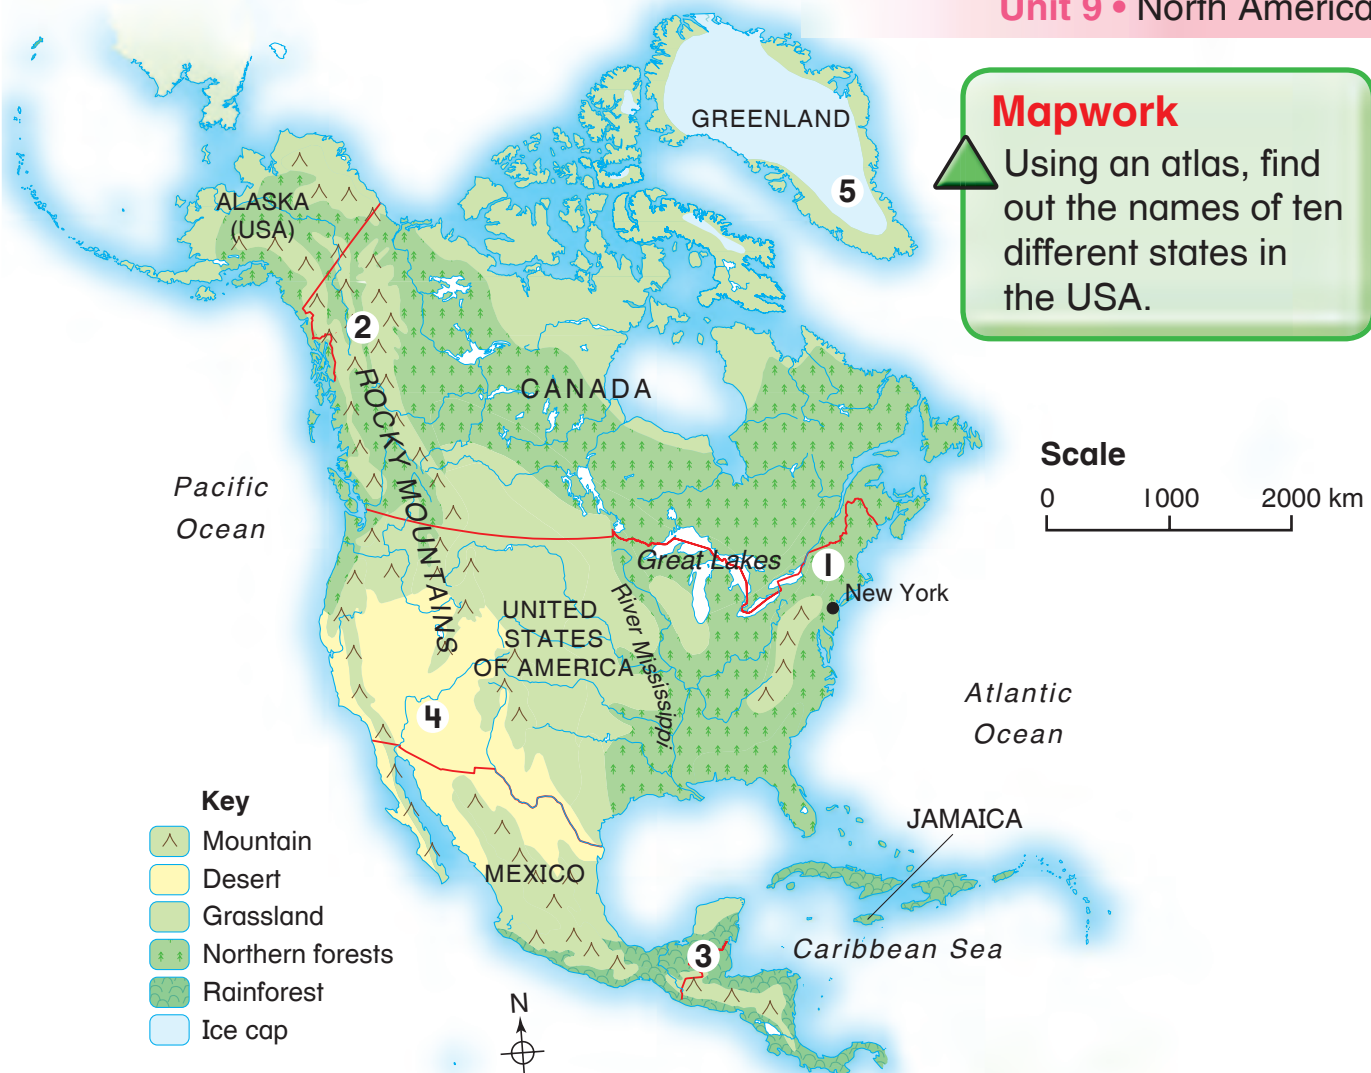 Unit 9 • North America
Mapwork
Using an atlas, find
out the names of ten
different states in
the USA.
GREENLAND
5
ALASKA
(USA)
2
ROCKY MOUNTAINS
CANADA
Pacific
Ocean
Scale
0 1000 2000 km
Great Lakes
1
New York
UNITED
STATES
OF AMERICA
River Mississippi
4
Atlantic
Ocean
Key
Mountain
Desert
Grassland
Northern forests
Rainforest
Ice cap
MEXICO
JAMAICA
3
Caribbean Sea
N